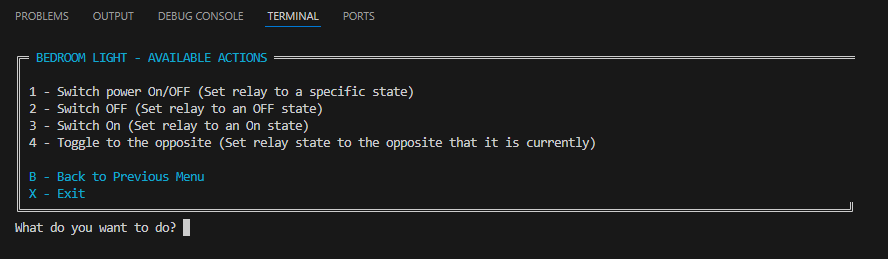 PROBLEMS OUTPUT DEBUG CONSOLE TERMINAL PORTS
BEDROOM LIGHT - AVAILABLE ACTIONS
1 - Switch power On/OFF (Set relay to a specific state)
2 - Switch OFF (Set relay to an OFF state)
3 - Switch On (Set relay to an On state)
4 - Toggle to the opposite (Set relay state to the opposite that it is currently)
B - Back to Previous Menu
X - Exit
What do you want to do?